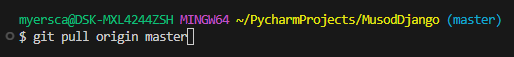 myersca@DSK-MXL4244ZSH MINGW64 ~/PycharmProjects/MusodDjango (master)
$ git pull origin master